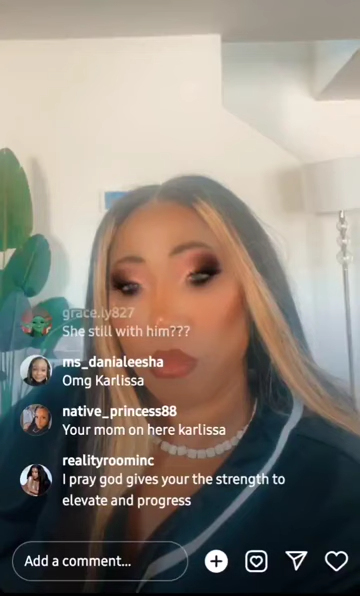 grace.ly827
She still with him???
ms_danialeesha
Omg Karlissa
native_princess88
Your mom on here karlissa
realityroominc
I pray god gives your the strength to
elevate and progress
Add a comment...